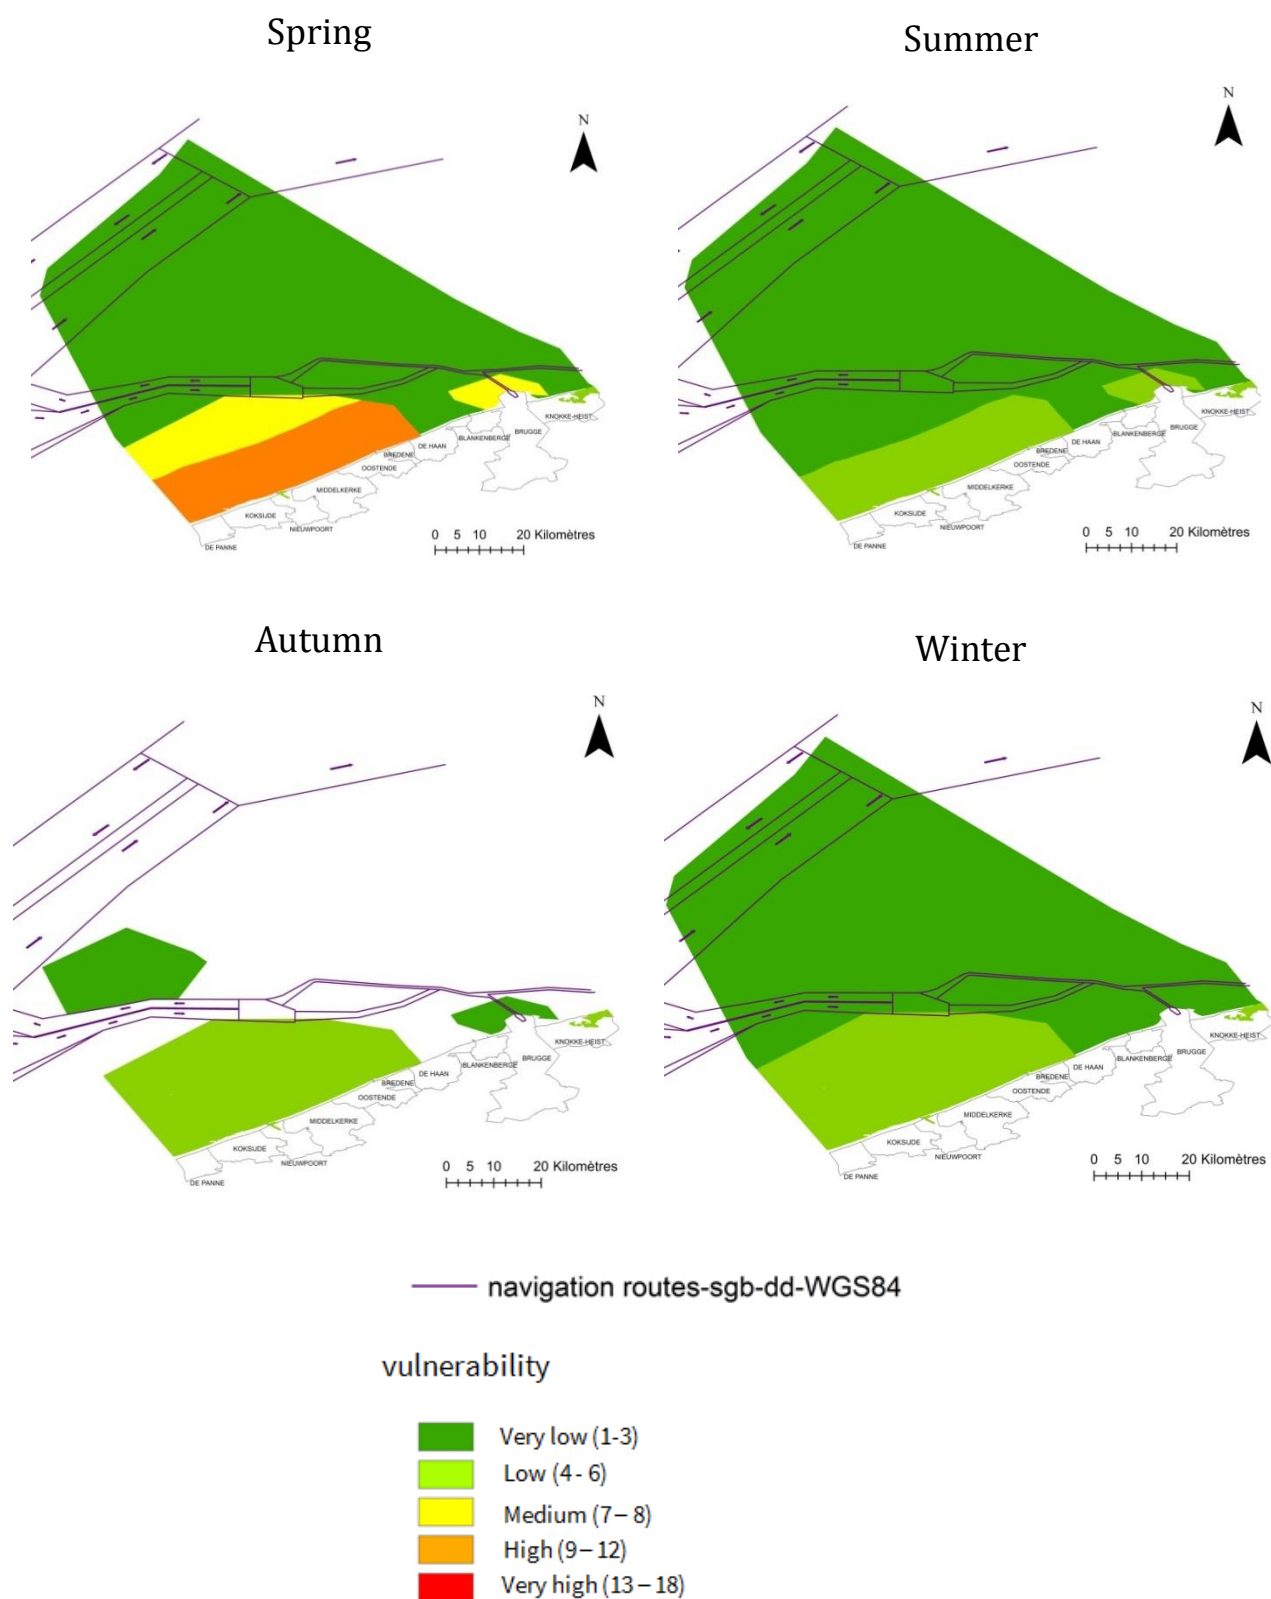 Spring
Summer
N
N
KNOKKE-HEIST
BLANKENBERGE
BRUGGE
DE HAAN
BREDENE
OOSTENDE
MIDDELKERKE
KOKSIJDE
NIEUWPOORT
DE PANNE
0 5 10 20 Kilomètres
KNOKKE-HEIST
BLANKENBERGE
BRUGGE
DE HAAN
BREDENE
OOSTENDE
MIDDELKERKE
KOKSIJDE
NIEUWPOORT
DE PANNE
0 5 10 20 Kilomètres
Autumn
Winter
N
N
KNOKKE-HEIST
BLANKENBERGE
BRUGGE
DE HAAN
BREDENE
OOSTENDE
MIDDELKERKE
KOKSIJDE
NIEUWPOORT
DE PANNE
0 5 10 20 Kilomètres
KNOKKE-HEIST
BLANKENBERGE
BRUGGE
DE HAAN
BREDENE
OOSTENDE
MIDDELKERKE
KOKSIJDE
NIEUWPOORT
DE PANNE
0 5 10 20 Kilomètres
navigation routes-sgb-dd-WGS84
vulnerability
Very low (1-3)
Low (4 - 6)
Medium (7 – 8)
High (9 – 12)
Very high (13 – 18)